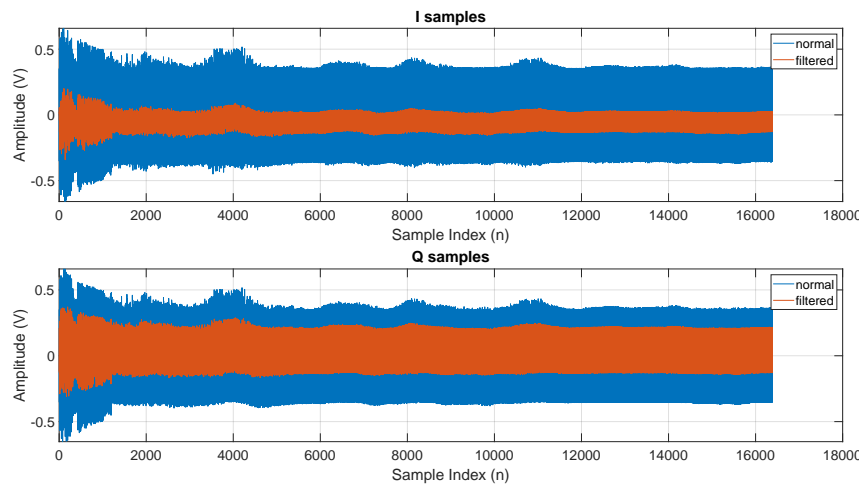 I samples
normal
filtered
Amplitude (V)
0.5
0
-0.5
0 2000 4000 6000 8000 10000 12000 14000 16000 18000
Sample Index (n)
Q samples
normal
filtered
Amplitude (V)
0.5
0
-0.5
0 2000 4000 6000 8000 10000 12000 14000 16000 18000
Sample Index (n)